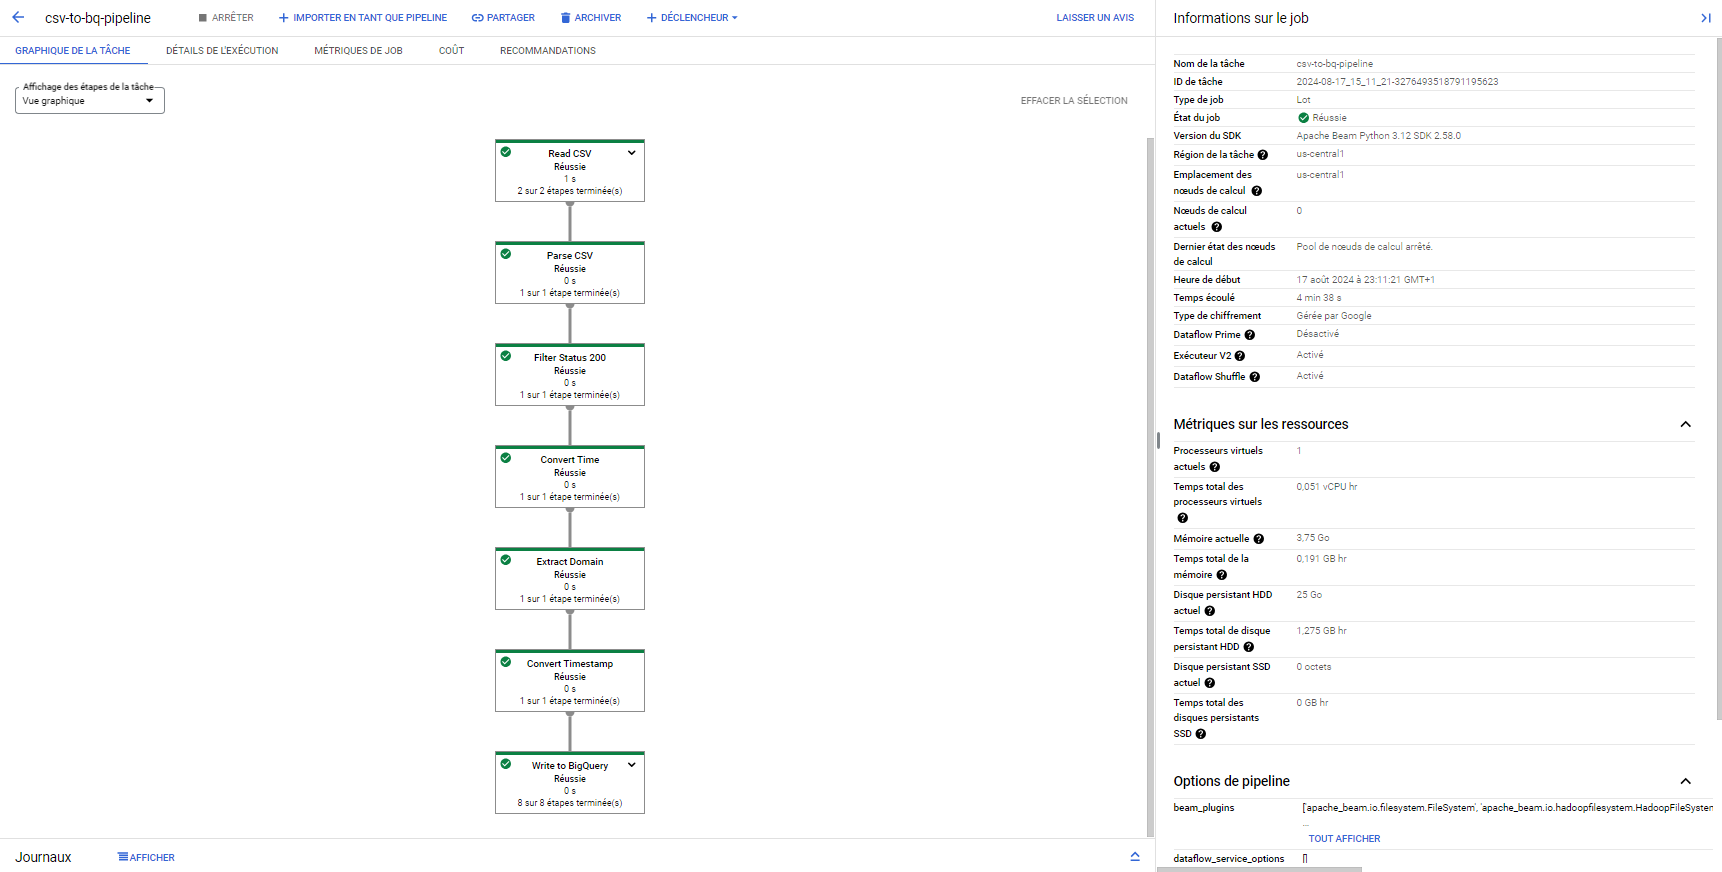 csv-to-bq-pipeline
ARRÊTER
IMPORTER EN TANT QUE PIPELINE
PARTAGER
ARCHIVER
DÉCLENCHEUR
LAISSER UN AVIS
GRAPHIQUE DE LA TÂCHE
DÉTAILS DE L'EXÉCUTION
MÉTRIQUES DE JOB
COÛT
RECOMMANDATIONS
Affichage des étapes de la tâche
Vue graphique
EFFACER LA SÉLECTION
Read CSV
Réussie
1 s
2 sur 2 étapes terminée(s)
Parse CSV
Réussie
0 s
1 sur 1 étape terminée(s)
Filter Status 200
Réussie
0 s
1 sur 1 étape terminée(s)
Convert Time
Réussie
0 s
1 sur 1 étape terminée(s)
Extract Domain
Réussie
0 s
1 sur 1 étape terminée(s)
Convert Timestamp
Réussie
0 s
1 sur 1 étape terminée(s)
Write to BigQuery
Réussie
0 s
8 sur 8 étapes terminée(s)
Journaux
AFFICHER
Informations sur le job
Nom de la tâche csv-to-bq-pipeline
ID de tâche 2024-08-17_15_11_21-3276493518791195623
Type de job Lot
État du job Réussie
Version du SDK Apache Beam Python 3.12 SDK 2.58.0
Région de la tâche us-central1
Emplacement des us-central1
nœuds de calcul
Nœuds de calcul 0
actuels
Dernier état des nœuds Pool de nœuds de calcul arrêté.
de calcul
Heure de début 17 août 2024 à 23:11:21 GMT+1
Temps écoulé 4 min 38 s
Type de chiffrement Gérée par Google
Dataflow Prime Désactivé
Exécuteur V2 Activé
Dataflow Shuffle Activé
Métriques sur les ressources
Processeurs virtuels 1
actuels
Temps total des 0,051 vCPU hr
processeurs virtuels
Mémoire actuelle 3,75 Go
Temps total de la 0,191 GB hr
mémoire
Disque persistant HDD 25 Go
actuel
Temps total de disque 1,275 GB hr
persistant HDD
Disque persistant SSD 0 octets
actuel
Temps total des 0 GB hr
disques persistants
SSD
Options de pipeline
beam_plugins ['apache_beam.io.filesystem.FileSystem', 'apache_beam.io.hadoopfilesystem.HadoopFileSystem
...
TOUT AFFICHER
dataflow_service_options []